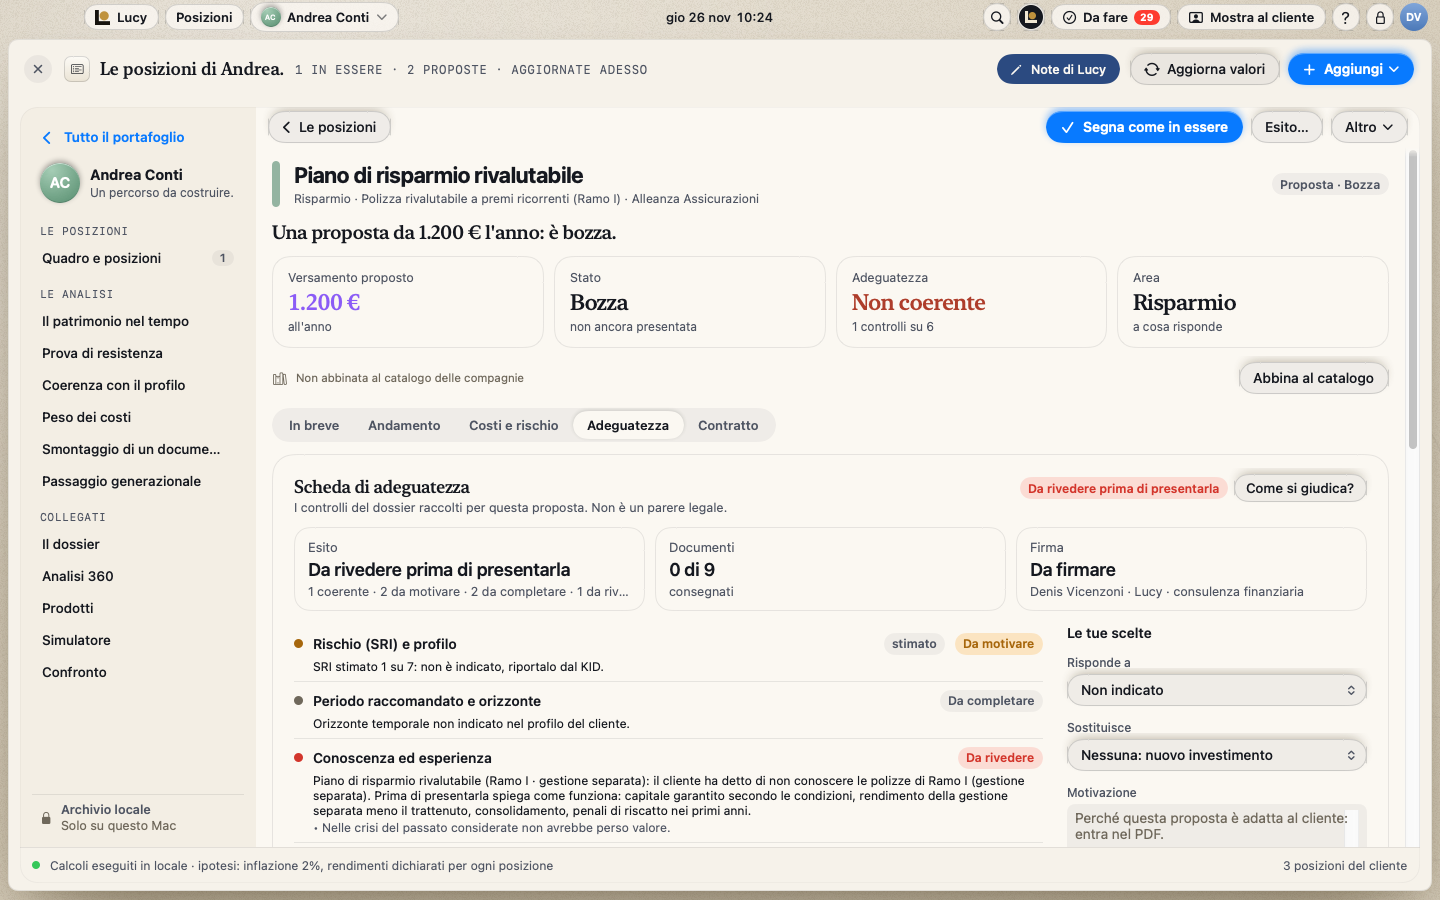 Lucy
Posizioni
AC Andrea Conti
gio 26 nov 10:24
Da fare 29
Mostra al cliente
?
DV
Le posizioni di Andrea.
1 IN ESSERE · 2 PROPOSTE · AGGIORNATE ADESSO
Note di Lucy
Aggiorna valori
Aggiungi
Tutto il portafoglio
AC
Andrea Conti
Un percorso da costruire.
LE POSIZIONI
Quadro e posizioni 1
LE ANALISI
Il patrimonio nel tempo
Prova di resistenza
Coerenza con il profilo
Peso dei costi
Smontaggio di un docume...
Passaggio generazionale
COLLEGATI
Il dossier
Analisi 360
Prodotti
Simulatore
Confronto
Archivio locale
Solo su questo Mac
Le posizioni
Segna come in essere
Esito...
Altro
Piano di risparmio rivalutabile
Risparmio · Polizza rivalutabile a premi ricorrenti (Ramo I) · Alleanza Assicurazioni
Proposta · Bozza
Una proposta da 1.200 € l'anno: è bozza.
Versamento proposto
1.200 €
all'anno
Stato
Bozza
non ancora presentata
Adeguatezza
Non coerente
1 controlli su 6
Area
Risparmio
a cosa risponde
Non abbinata al catalogo delle compagnie
Abbina al catalogo
In breve
Andamento
Costi e rischio
Adeguatezza
Contratto
Scheda di adeguatezza
I controlli del dossier raccolti per questa proposta. Non è un parere legale.
Da rivedere prima di presentarla
Come si giudica?
Esito
Da rivedere prima di presentarla
1 coerente · 2 da motivare · 2 da completare · 1 da riv...
Documenti
0 di 9
consegnati
Firma
Da firmare
Denis Vicenzoni · Lucy · consulenza finanziaria
Rischio (SRI) e profilo
stimato
Da motivare
SRI stimato 1 su 7: non è indicato, riportalo dal KID.
Periodo raccomandato e orizzonte
Da completare
Orizzonte temporale non indicato nel profilo del cliente.
Conoscenza ed esperienza
Da rivedere
Piano di risparmio rivalutabile (Ramo I · gestione separata): il cliente ha detto di non conoscere le polizze di Ramo I (gestione
separata). Prima di presentarla spiega come funziona: capitale garantito secondo le condizioni, rendimento della gestione
separata meno il trattenuto, consolidamento, penali di riscatto nei primi anni.
• Nelle crisi del passato considerate non avrebbe perso valore.
Le tue scelte
Risponde a
Non indicato
Sostituisce
Nessuna: nuovo investimento
Motivazione
Perché questa proposta è adatta al cliente:
entra nel PDF.
Calcoli eseguiti in locale · ipotesi: inflazione 2%, rendimenti dichiarati per ogni posizione
3 posizioni del cliente